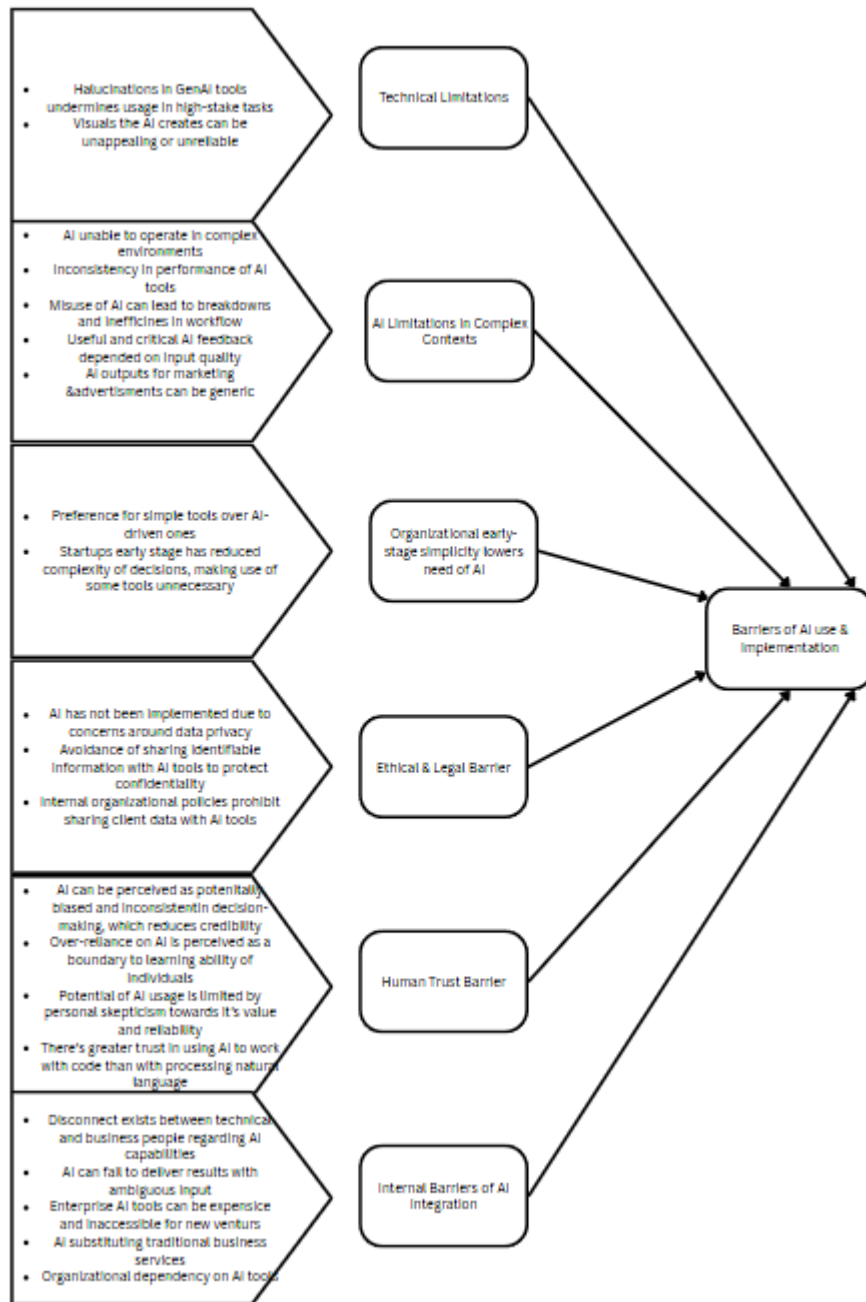 • Halucinations in GenAI tools
undermines usage in high-stake tasks
• Visuals the AI creates can be
unappealing or unreliable
Technical Limitations
• AI unable to operate in complex
environments
• Inconsistency in performance of AI
tools
• Misuse of AI can lead to breakdowns
and inefficines in workflow
• Useful and critical AI feedback
depended on input quality
• AI outputs for marketing
&advertisments can be generic
AI Limitations in Complex
Contexts
• Preference for simple tools over AI-
driven ones
• Startups early stage has reduced
complexity of decisions, making use of
some tools unnecessary
Organizational early-
stage simplicity lowers
need of AI
Barriers of AI use &
Implementation
• AI has not been implemented due to
concerns around data privacy
• Avoidance of sharing identifiable
information with AI tools to protect
confidentiality
• Internal organizational policies prohibit
sharing client data with AI tools
Ethical & Legal Barrier
• AI can be perceived as potenitally
biased and inconsistentin decision-
making, which reduces credibility
• Over-reliance on AI is perceived as a
boundary to learning ability of
individuals
• Potential of AI usage is limited by
personal skepticism towards it's value
and reliability
• There's greater trust in using AI to work
with code than with processing natural
language
Human Trust Barrier
• Disconnect exists between technical
and business people regarding AI
capabilities
• AI can fail to deliver results with
ambiguous input
• Enterprise AI tools can be expensice
and inaccessible for new venturs
• AI substituting traditional business
services
• Organizational dependency on AI tools
Internal Barriers of AI
Integration